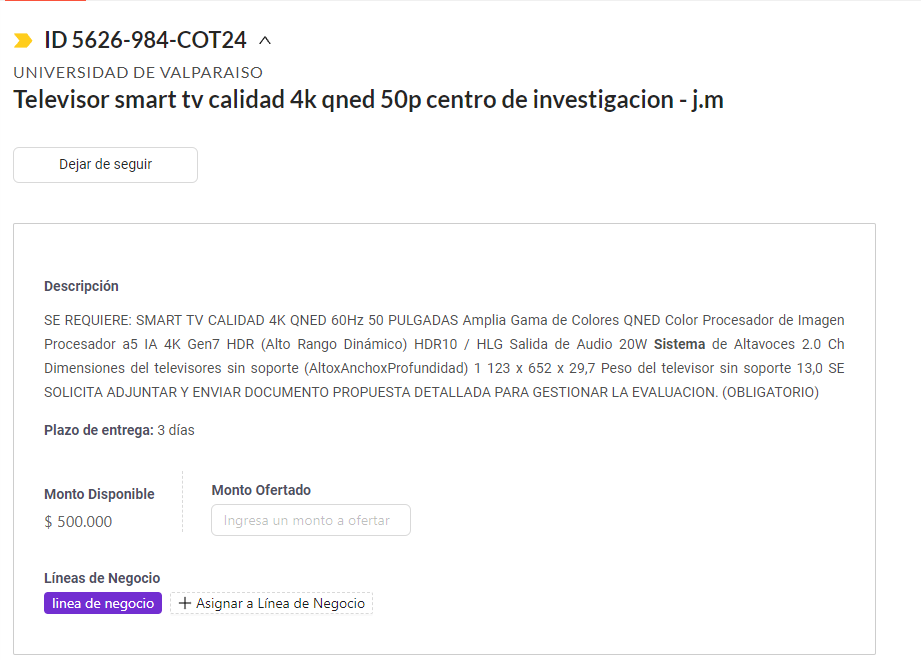 ID 5626-984-COT24
UNIVERSIDAD DE VALPARAISO
Televisor smart tv calidad 4k qned 50p centro de investigacion - j.m
Dejar de seguir
Descripción
SE REQUIERE: SMART TV CALIDAD 4K QNED 60Hz 50 PULGADAS Amplia Gama de Colores QNED Color Procesador de Imagen
Procesador a5 IA 4K Gen7 HDR (Alto Rango Dinámico) HDR10 / HLG Salida de Audio 20W Sistema de Altavoces 2.0 Ch
Dimensiones del televisores sin soporte (AltoxAnchoxProfundidad) 1 123 x 652 x 29,7 Peso del televisor sin soporte 13,0 SE
SOLICITA ADJUNTAR Y ENVIAR DOCUMENTO PROPUESTA DETALLADA PARA GESTIONAR LA EVALUACION. (OBLIGATORIO)
Plazo de entrega: 3 días
Monto Disponible
$ 500.000
Monto Ofertado
Ingresa un monto a ofertar
Líneas de Negocio
linea de negocio
+ Asignar a Línea de Negocio